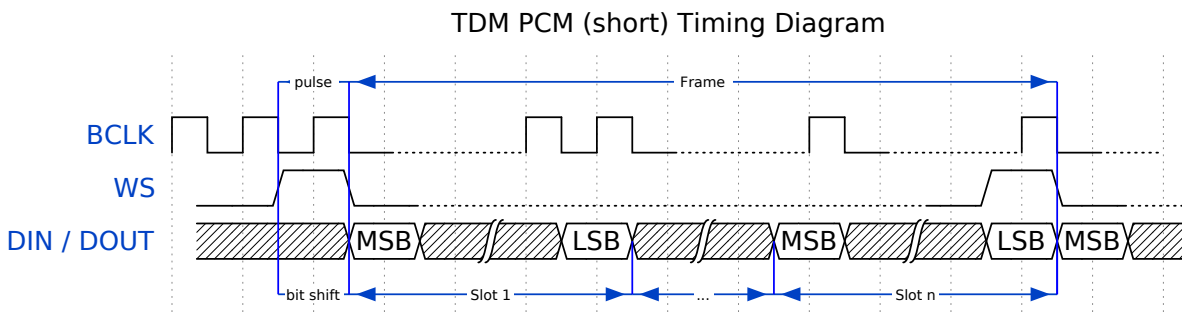 TDM PCM (short) Timing Diagram
pulse
Frame
BCLK
WS
DIN / DOUT
MSB
LSB
MSB
LSB
MSB
bit shift
Slot 1
...
Slot n